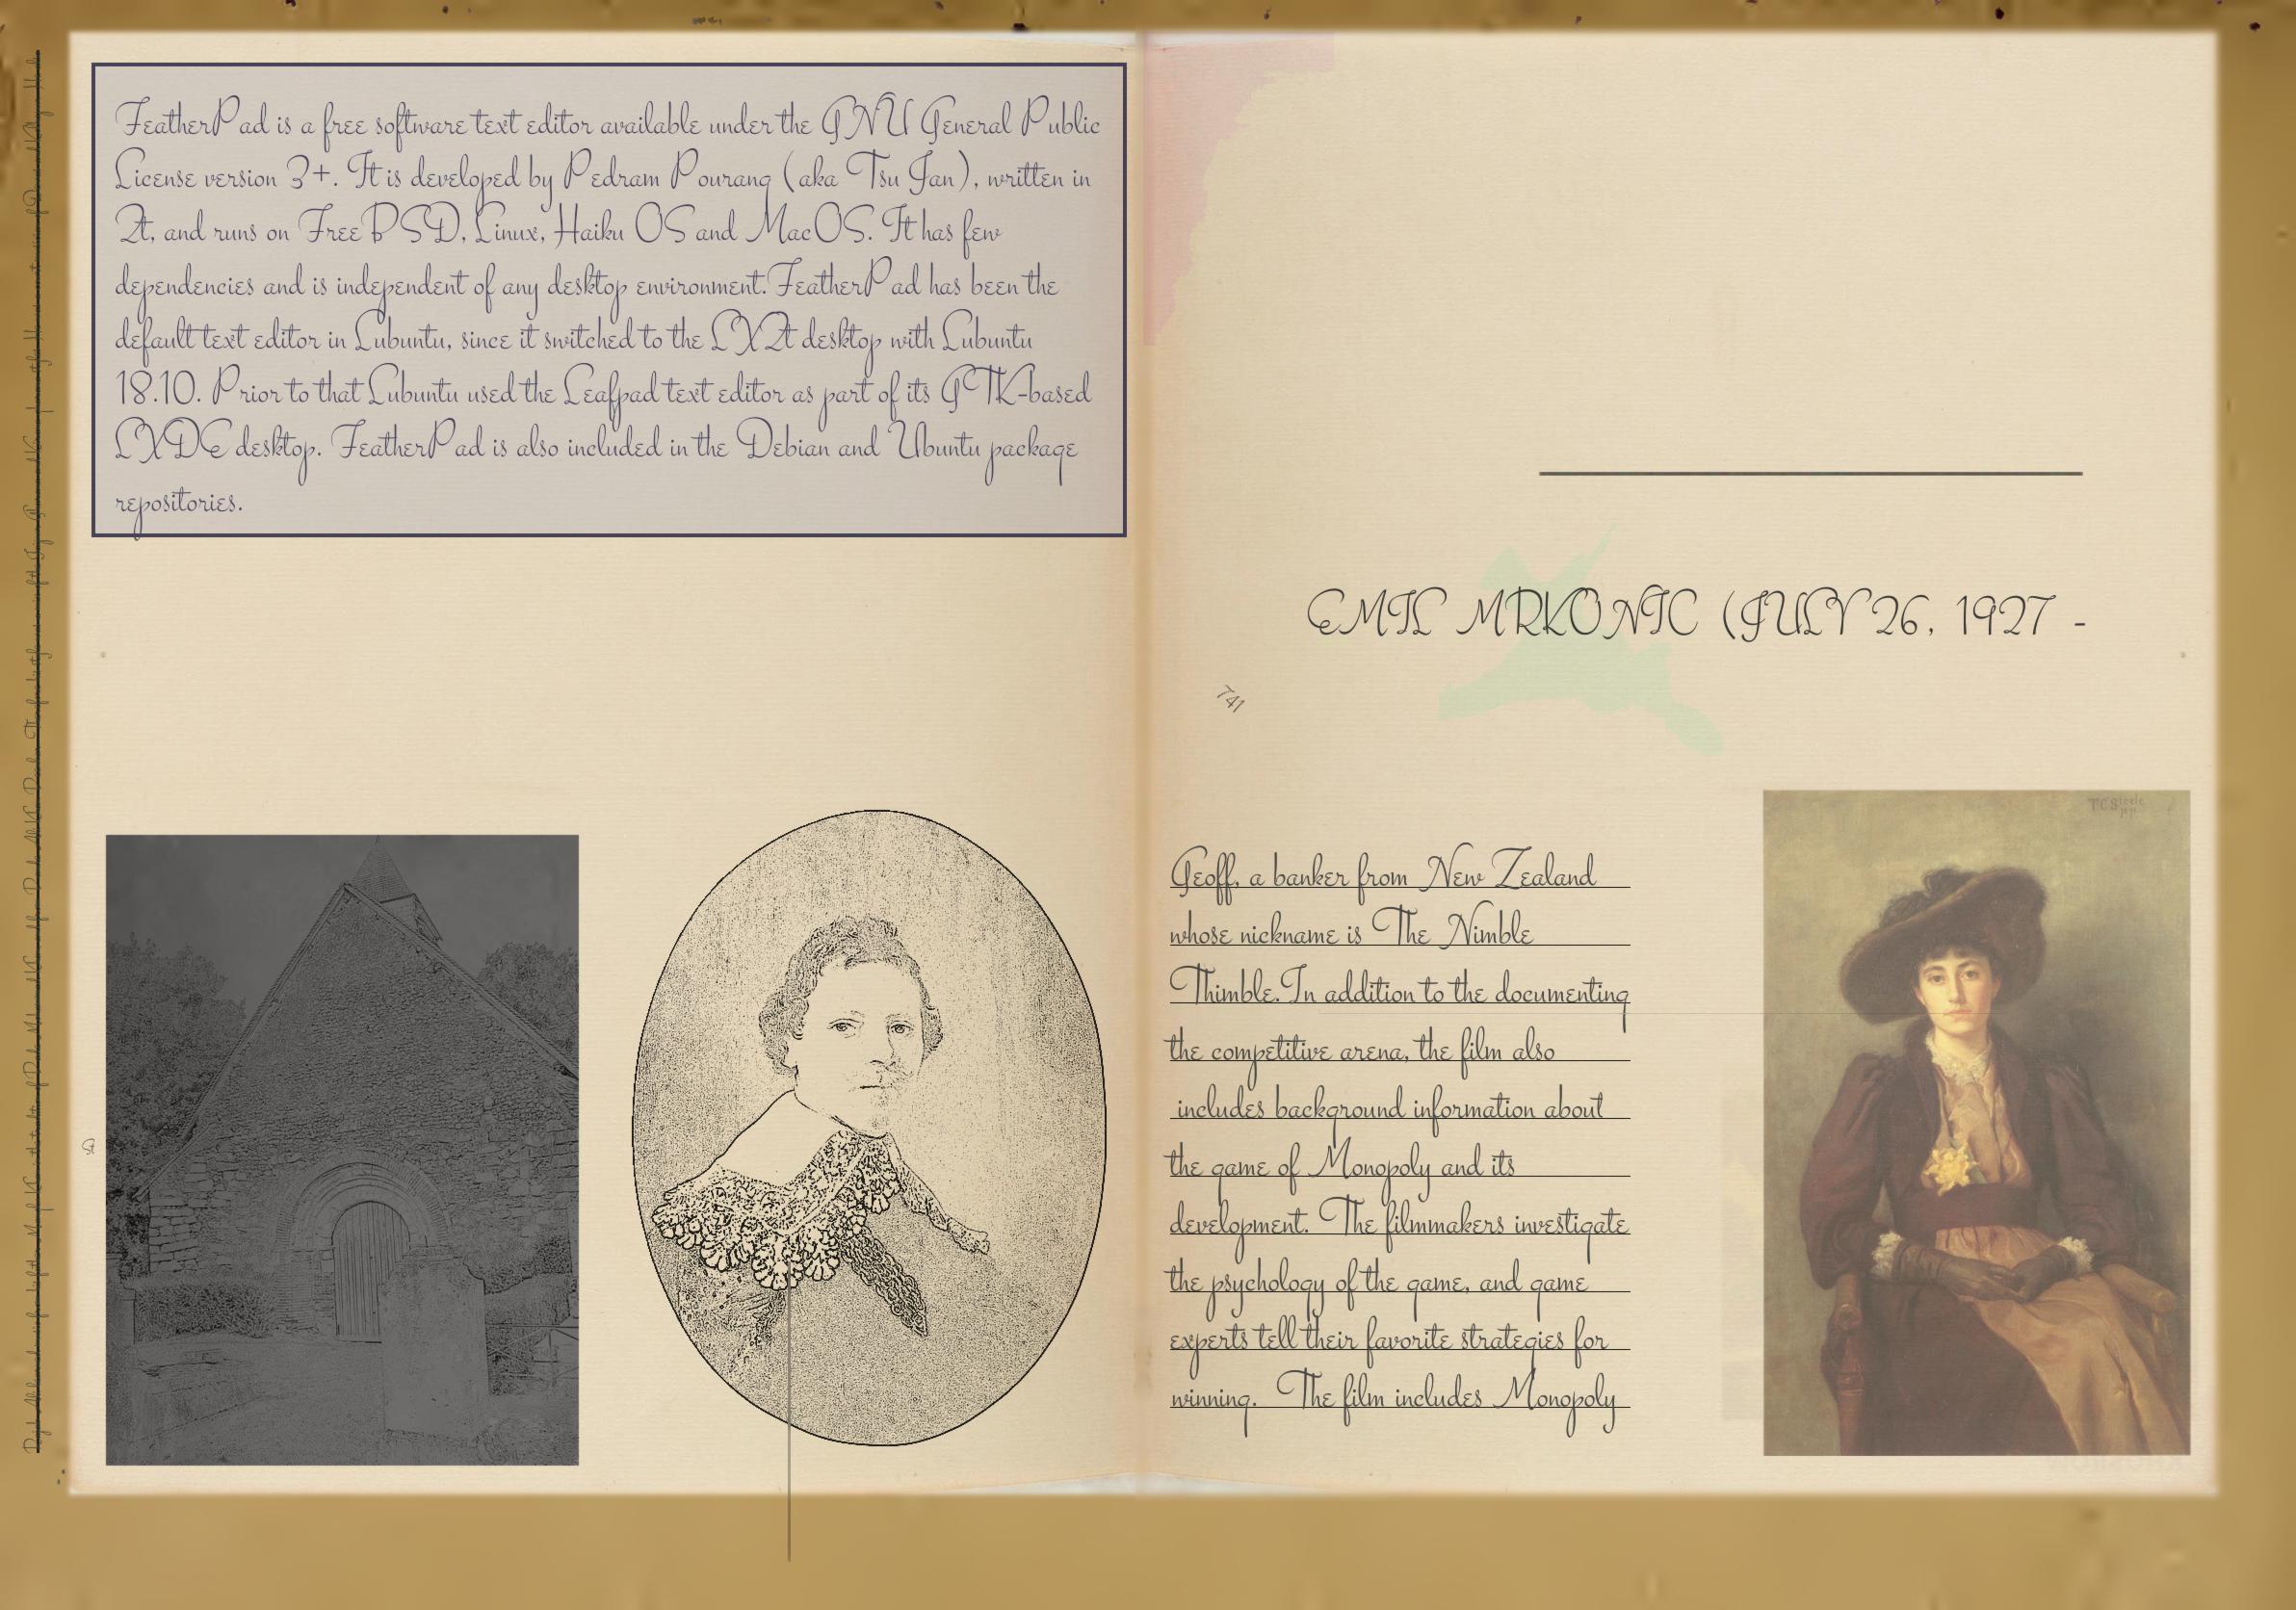 FeatherPad is a free software text editor available under the GNU General Public
License version 3+. It is developed by Pedram Pourang (aka Tsu Jan), written in
Qt, and runs on FreeBSD, Linux, Haiku OS and MacOS. It has few
dependencies and is independent of any desktop environment. FeatherPad has been the
default text editor in Lubuntu, since it switched to the LXQt desktop with Lubuntu
18.10. Prior to that Lubuntu used the Leafpad text editor as part of its GTK-based
LXDE desktop. FeatherPad is also included in the Debian and Ubuntu package
repositories.
EMIL MRKONIC (JULY 26, 1927 -
741
Geoff, a banker from New Zealand
whose nickname is The Nimble
Thimble. In addition to the documenting
the competitive arena, the film also
includes background information about
the game of Monopoly and its
development. The filmmakers investigate
the psychology of the game, and game
experts tell their favorite strategies for
winning. The film includes Monopoly